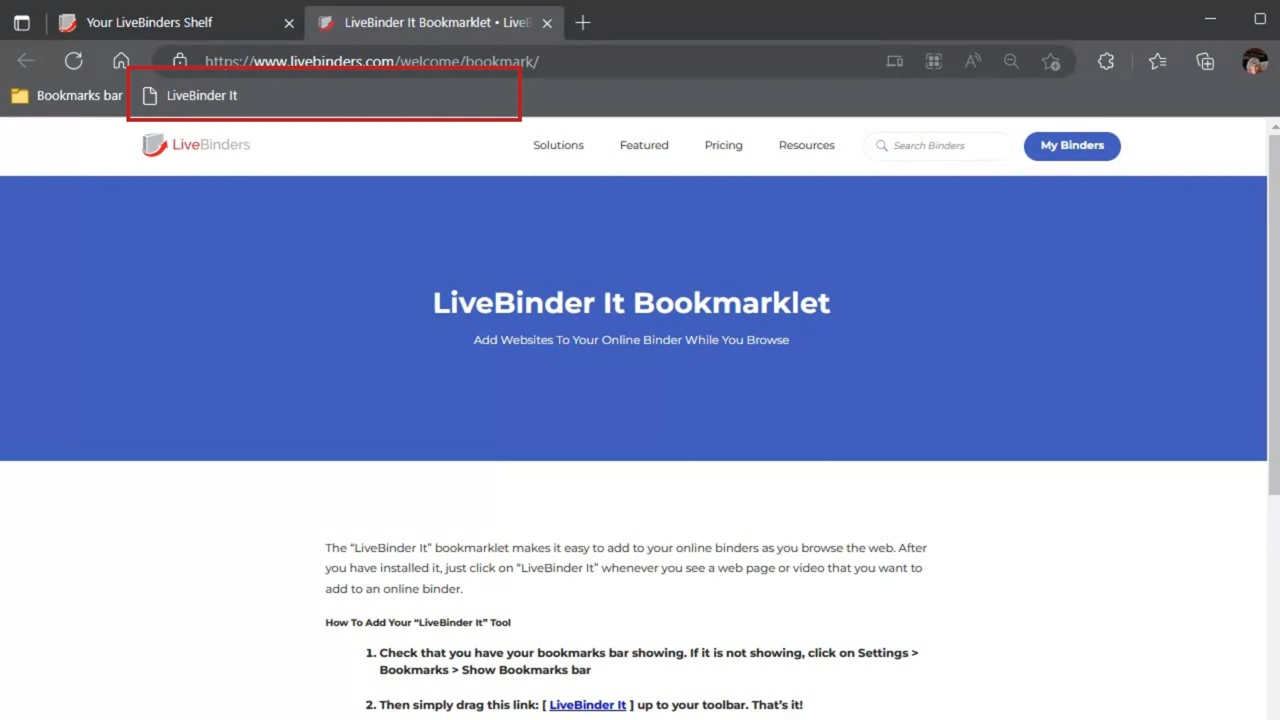 Your LiveBinders Shelf
LiveBinder It Bookmarklet • LiveB
https://www.livebinders.com/welcome/bookmark/
Bookmarks bar
LiveBinder It
LiveBinders
Solutions
Featured
Pricing
Resources
Search Binders
My Binders
LiveBinder It Bookmarklet
Add Websites To Your Online Binder While You Browse
The “LiveBinder It” bookmarklet makes it easy to add to your online binders as you browse the web. After
you have installed it, just click on “LiveBinder It” whenever you see a web page or video that you want to
add to an online binder.
How To Add Your “LiveBinder It” Tool
1. Check that you have your bookmarks bar showing. If it is not showing, click on Settings >
Bookmarks > Show Bookmarks bar
2. Then simply drag this link: [ LiveBinder It ] up to your toolbar. That’s it!